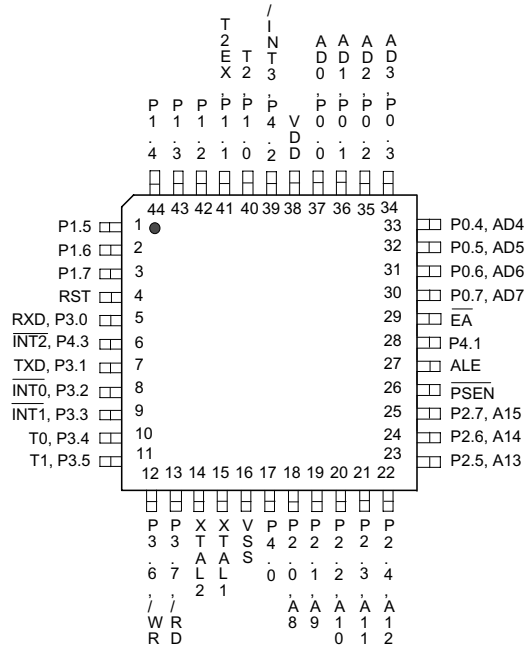 P1.4
P1.3
P1.2
T2EX,P1.1
T2,P1.0
/INT3,P4.2
VDD
AD0,P0.0
AD1,P0.1
AD2,P0.2
AD3,P0.3
44 43 42 41 40 39 38 37 36 35 34
P1.5 1
P1.6 2
P1.7 3
RST 4
RXD, P3.0 5
INT2, P4.3 6
TXD, P3.1 7
INT0, P3.2 8
INT1, P3.3 9
T0, P3.4 10
T1, P3.5 11
33 P0.4, AD4
32 P0.5, AD5
31 P0.6, AD6
30 P0.7, AD7
29 EA
28 P4.1
27 ALE
26 PSEN
25 P2.7, A15
24 P2.6, A14
23 P2.5, A13
12 13 14 15 16 17 18 19 20 21 22
P3.6,/WR
P3.7,/RD
XTAL2
XTAL1
VSS
P4.0
P2.0,A8
P2.1,A9
P2.2,A10
P2.3,A11
P2.4,A12